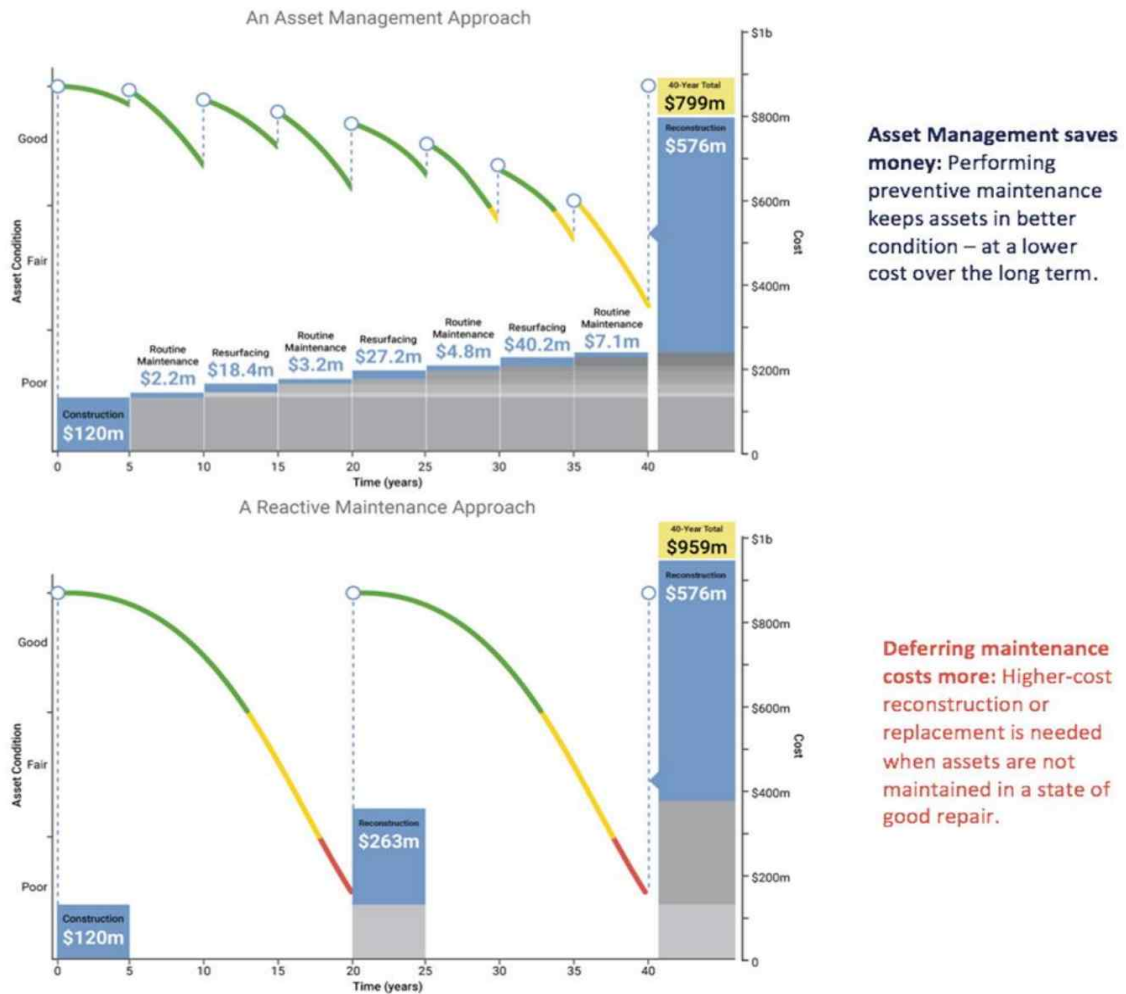 An Asset Management Approach
Asset Condition
Good
Fair
Poor
Construction
$120m
Routine
Maintenance
$2.2m
Resurfacing
$18.4m
Routine
Maintenance
$3.2m
Resurfacing
$27.2m
Routine
Maintenance
$4.8m
Resurfacing
$40.2m
Routine
Maintenance
$7.1m
40-Year Total
$799m
Reconstruction
$576m
$1b
$800m
$600m
$400m
$200m
0
Cost
0 5 10 15 20 25 30 35 40
Time (years)
Asset Management saves
money: Performing
preventive maintenance
keeps assets in better
condition – at a lower
cost over the long term.
A Reactive Maintenance Approach
Asset Condition
Good
Fair
Poor
Construction
$120m
Reconstruction
$263m
40-Year Total
$959m
Reconstruction
$576m
$1b
$800m
$600m
$400m
$200m
0
Cost
0 5 10 15 20 25 30 35 40
Time (years)
Deferring maintenance
costs more: Higher-cost
reconstruction or
replacement is needed
when assets are not
maintained in a state of
good repair.